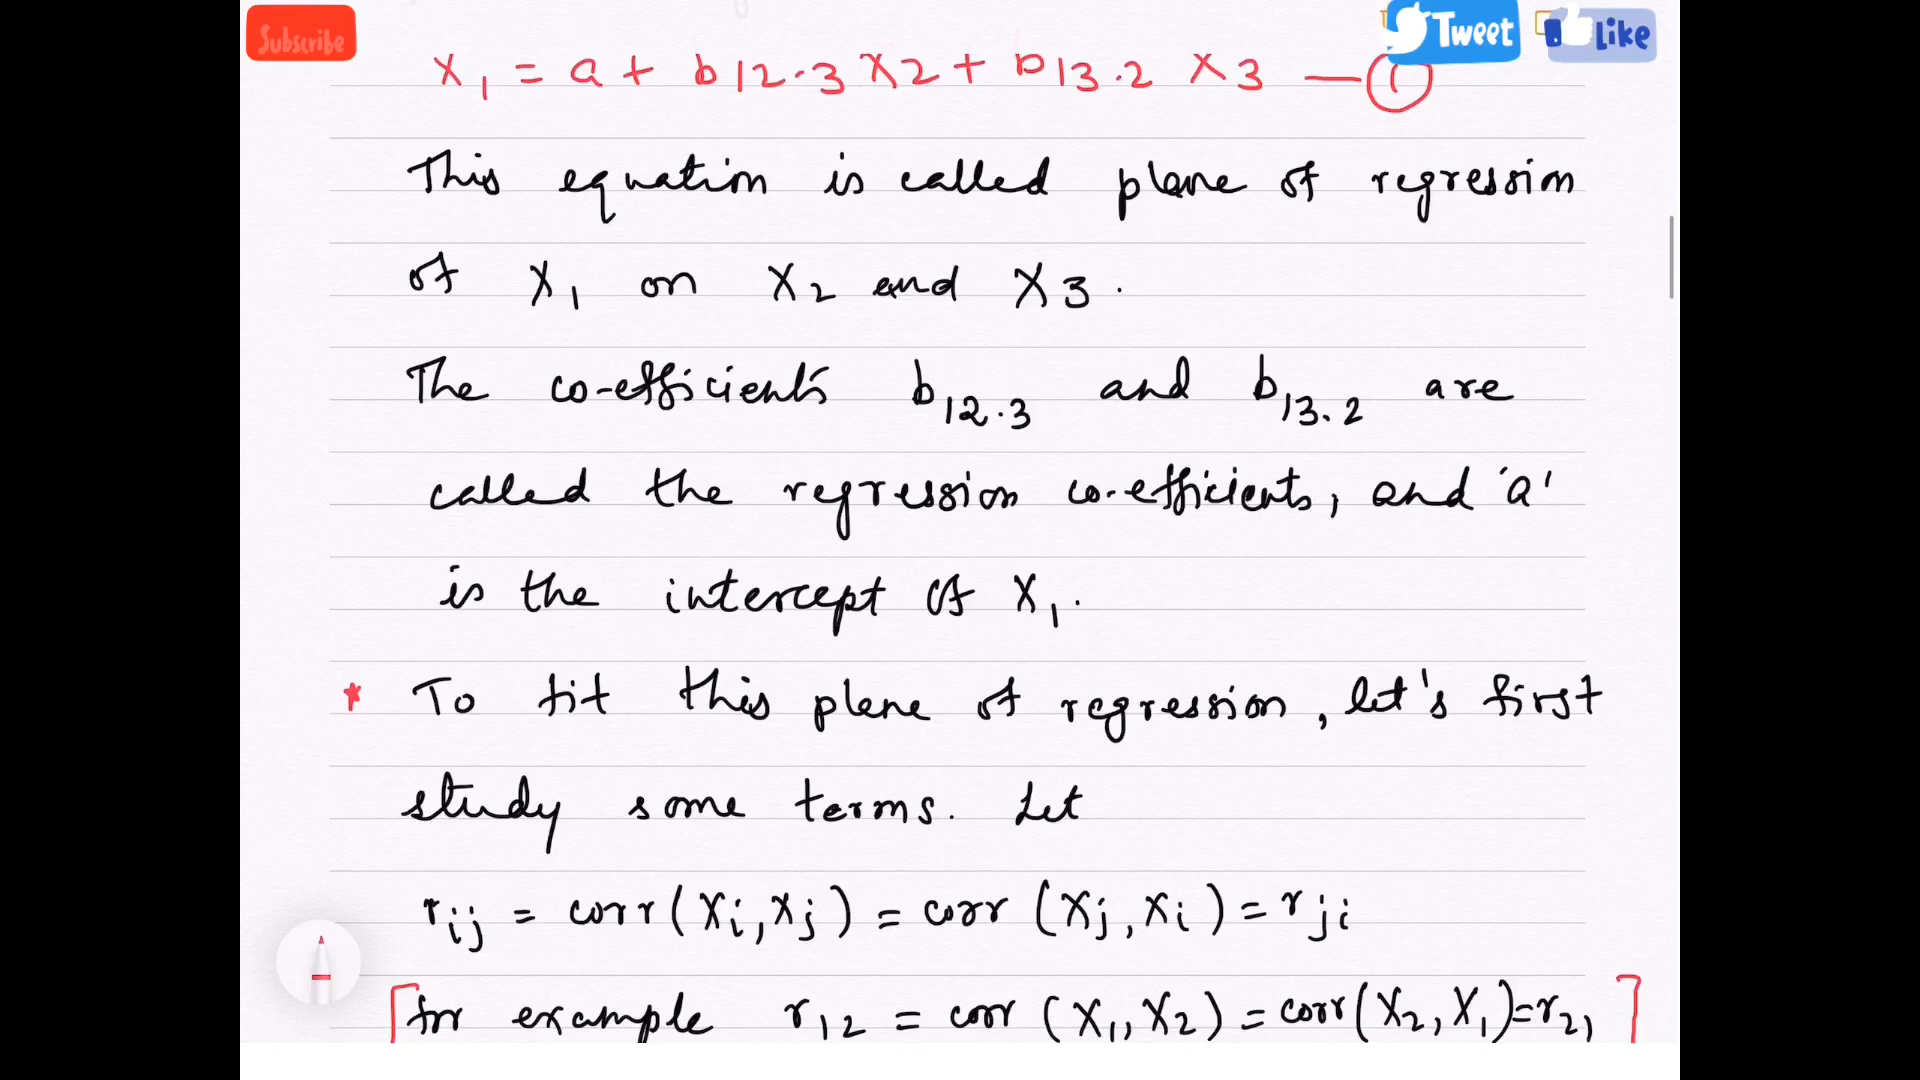 Subscribe
Tweet
Like
X₁ = a + b12.3 X2 + b13.2 X3 — ①
This equation is called plane of regression
of X₁ on X₂ and X3.
The co-efficients b₁₂.₃ and b₁₃.₂ are
called the regression co-efficients, and 'a'
is the intercept of X₁.
* To fit this plane of regression, let's first
study some terms. Let
rij = corr(Xi,Xj) = corr (Xj,Xi) = rji
[for example r₁₂ = corr (X₁,X₂) = corr(X₂,X₁)=r₂₁]